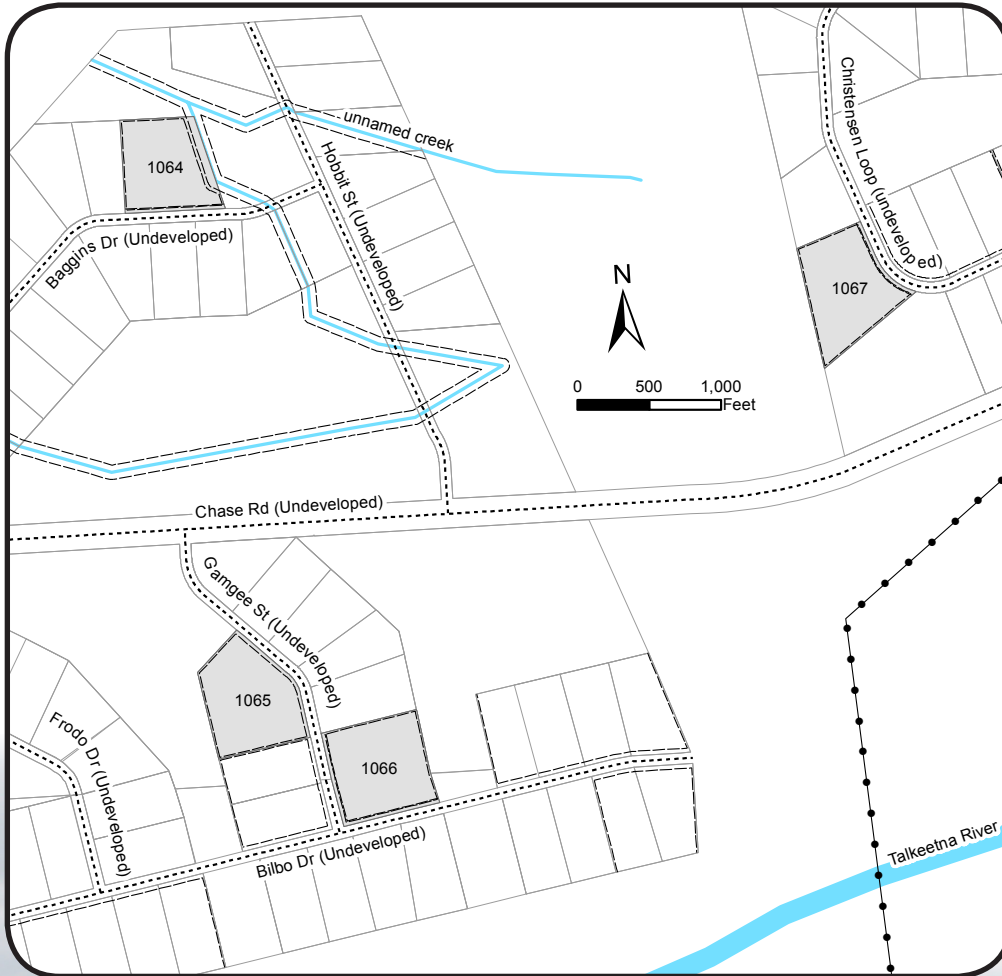 unnamed creek
Christensen Loop (undeveloped)
1064
Hobbit St (Undeveloped)
Baggins Dr (Undeveloped)
1067
N
0 500 1,000
Feet
Chase Rd (Undeveloped)
Gamgee St (Undeveloped)
1065
Frodo Dr (Undeveloped)
1066
Bilbo Dr (Undeveloped)
Talkeetna River